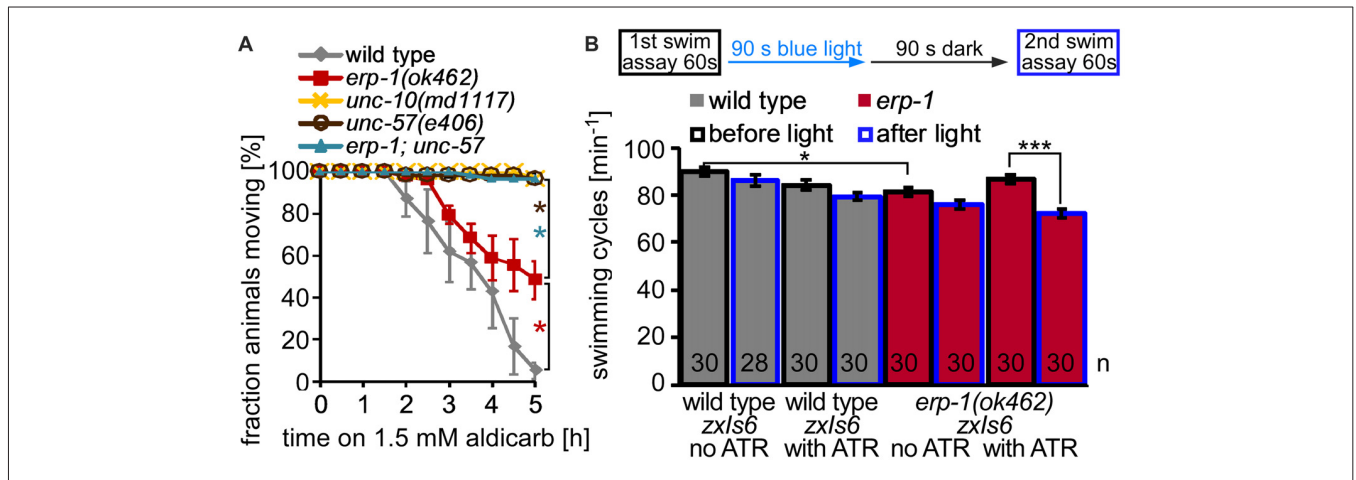 A
wild type
erp-1(ok462)
unc-10(md1117)
unc-57(e406)
erp-1; unc-57
fraction animals moving [%]
100
80
60
40
20
0
*
*
*
0 1 2 3 4 5
time on 1.5 mM aldicarb [h]
B
1st swim
assay 60s
90 s blue light
90 s dark
2nd swim
assay 60s
wild type erp-1
before light after light
swimming cycles [min⁻¹]
100
80
60
40
20
0
*
***
30 28 30 30 30 30 30 30 n
wild type wild type erp-1(ok462)
zxIs6 zxIs6 zxIs6
no ATR with ATR no ATR with ATR